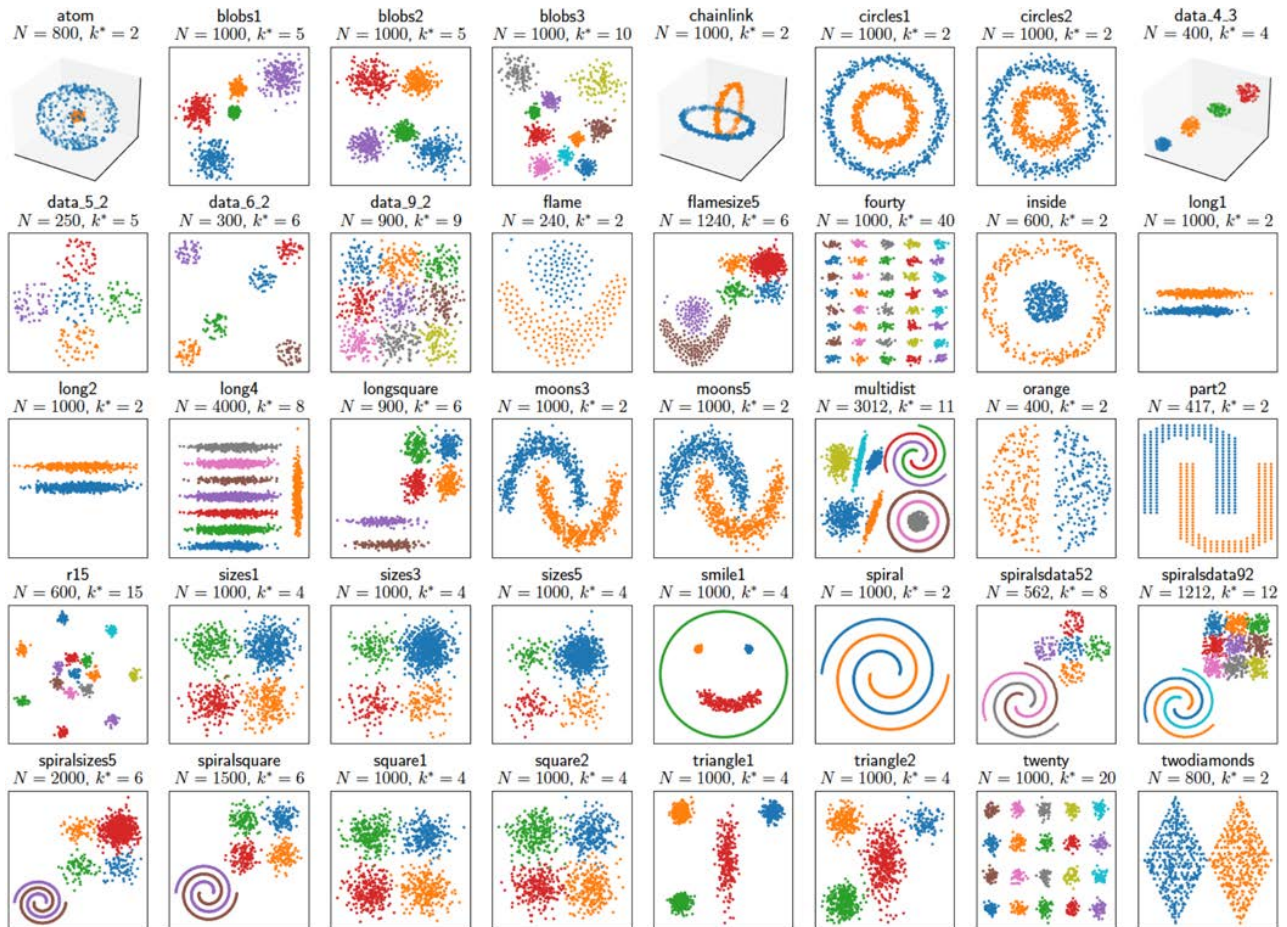 atom
N = 800, k* = 2
blobs1
N = 1000, k* = 5
blobs2
N = 1000, k* = 5
blobs3
N = 1000, k* = 10
chainlink
N = 1000, k* = 2
circles1
N = 1000, k* = 2
circles2
N = 1000, k* = 2
data_4_3
N = 400, k* = 4
data_5_2
N = 250, k* = 5
data_6_2
N = 300, k* = 6
data_9_2
N = 900, k* = 9
flame
N = 240, k* = 2
flamesize5
N = 1240, k* = 6
fourty
N = 1000, k* = 40
inside
N = 600, k* = 2
long1
N = 1000, k* = 2
long2
N = 1000, k* = 2
long4
N = 4000, k* = 8
longsquare
N = 900, k* = 6
moons3
N = 1000, k* = 2
moons5
N = 1000, k* = 2
multidist
N = 3012, k* = 11
orange
N = 400, k* = 2
part2
N = 417, k* = 2
r15
N = 600, k* = 15
sizes1
N = 1000, k* = 4
sizes3
N = 1000, k* = 4
sizes5
N = 1000, k* = 4
smile1
N = 1000, k* = 4
spiral
N = 1000, k* = 2
spiralsdata52
N = 562, k* = 8
spiralsdata92
N = 1212, k* = 12
spiralsizes5
N = 2000, k* = 6
spiralsquare
N = 1500, k* = 6
square1
N = 1000, k* = 4
square2
N = 1000, k* = 4
triangle1
N = 1000, k* = 4
triangle2
N = 1000, k* = 4
twenty
N = 1000, k* = 20
twodiamonds
N = 800, k* = 2